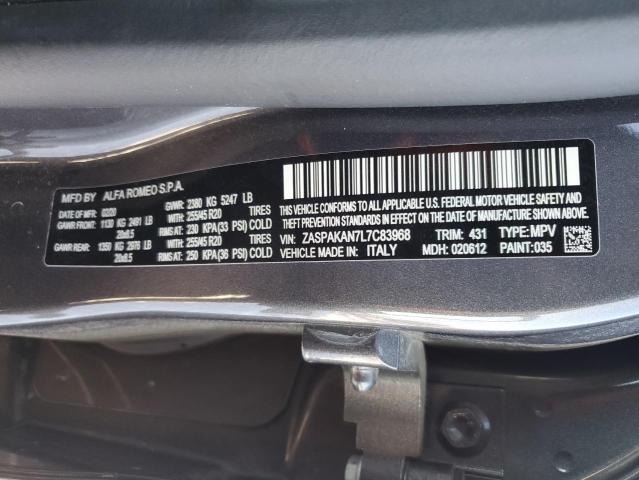 MFD BY ALFA ROMEO S.P.A.
DATE OF MFD: 02/20 GVWR: 2380 KG 5247 LB
GAWR FRONT: 1130 KG 2491 LB WITH: 255/45 R20 TIRES
20x8.5 RIMS AT: 230 KPA(33 PSI) COLD
GAWR REAR: 1350 KG 2976 LB WITH: 255/45 R20 TIRES
20x8.5 RIMS AT: 250 KPA(36 PSI) COLD
THIS VEHICLE CONFORMS TO ALL APPLICABLE U.S. FEDERAL MOTOR VEHICLE SAFETY, BUMPER, AND
THEFT PREVENTION STANDARDS IN EFFECT ON THE DATE OF MANUFACTURE SHOWN ABOVE.
VIN: ZASPAKAN7L7C83968 TRIM: 431 TYPE: MPV
VEHICLE MADE IN: ITALY MDH: 020612 PAINT: 035